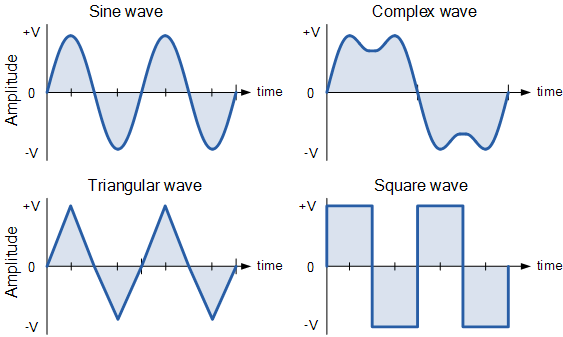 Sine wave
Complex wave
+V
Amplitude
0
time
-V
+V
0
time
-V
Triangular wave
Square wave
+V
Amplitude
0
time
-V
+V
0
time
-V